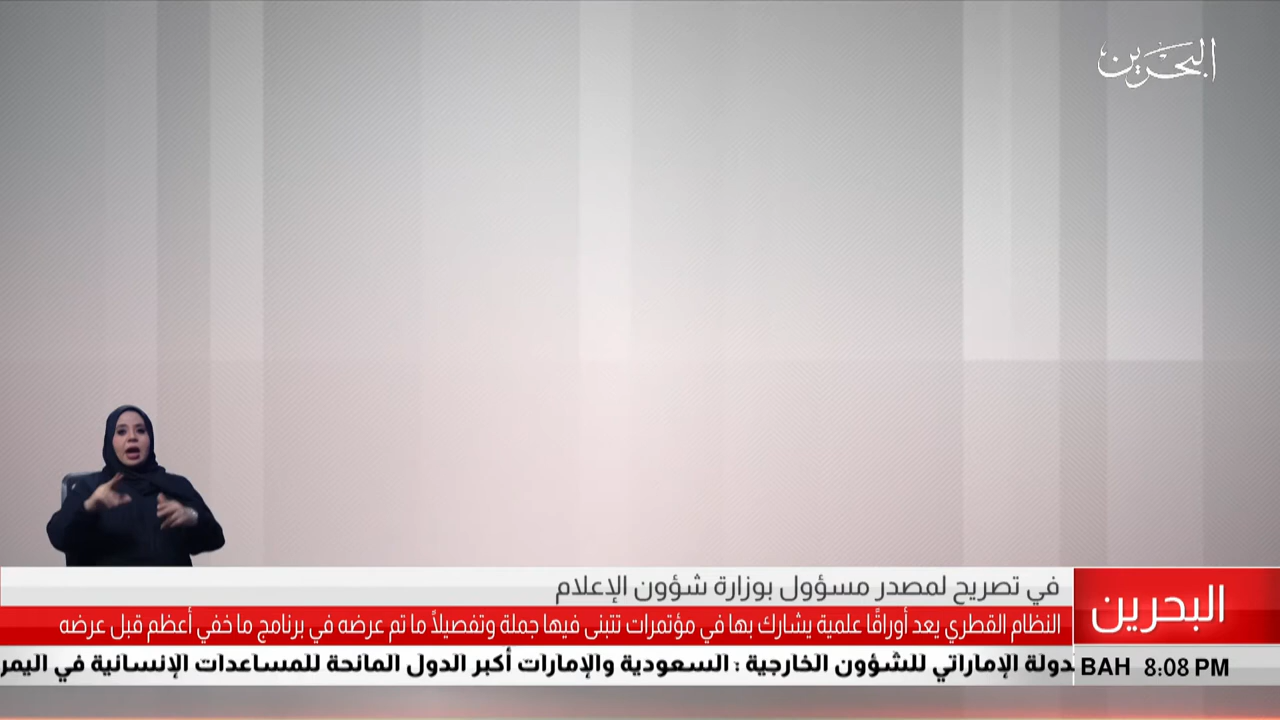 البحرين
في تصريح لمصدر مسؤول بوزارة شؤون الإعلام
البحرين
النظام القطري يعد أوراقًا علمية يشارك بها في مؤتمرات تتبنى فيها جملة وتفصيلاً ما تم عرضه في برنامج ما خفي أعظم قبل عرضه
BAH 8:08 PM
دولة الإماراتي للشؤون الخارجية : السعودية والإمارات أكبر الدول المانحة للمساعدات الإنسانية في